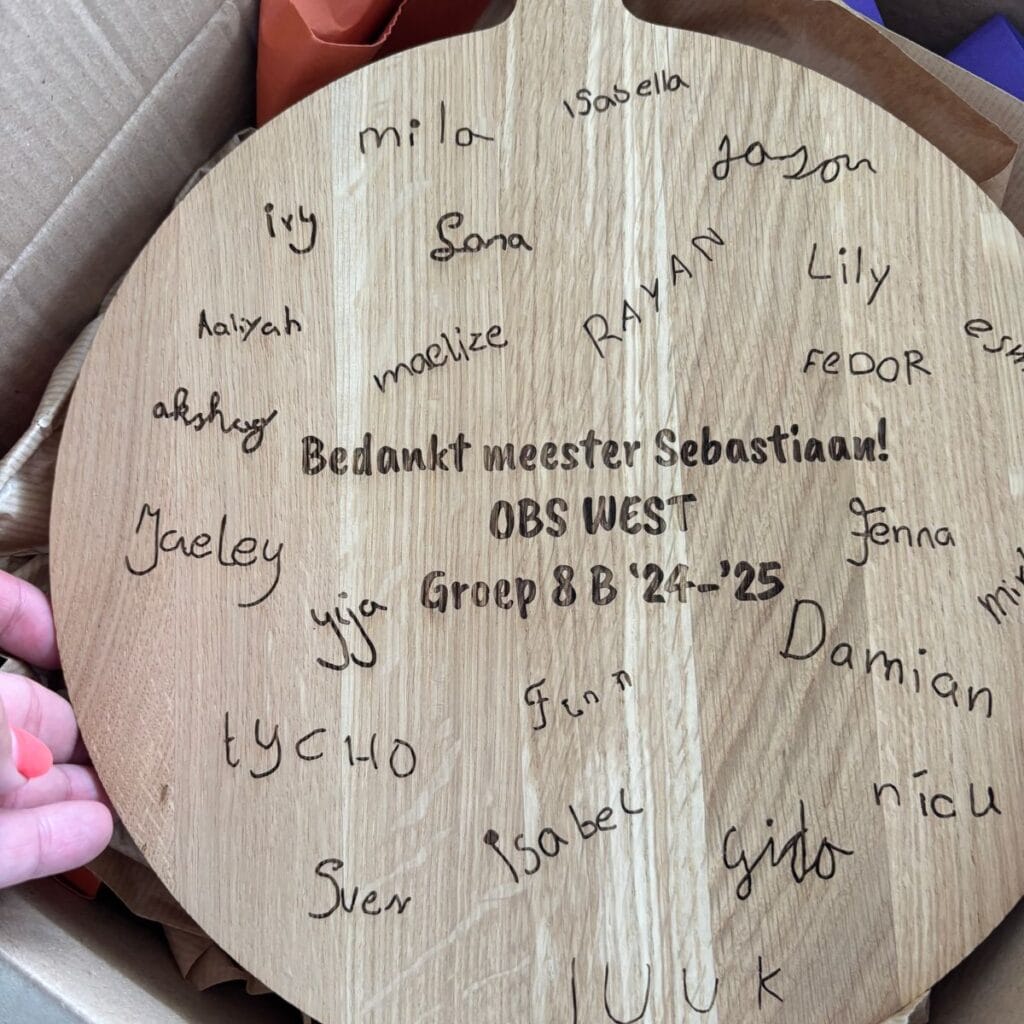 isabella
mila
Jason
ivy
Sana
RAYAN
Lily
Aaliyah
maelize
FeDOR
akshay
Bedankt meester Sebastiaan!
OBS WEST
Groep 8 B '24-'25
Jaeley
Jenna
yija
Damian
Finn
tYCHO
nicu
isabel
Gido
Sven
lUUK